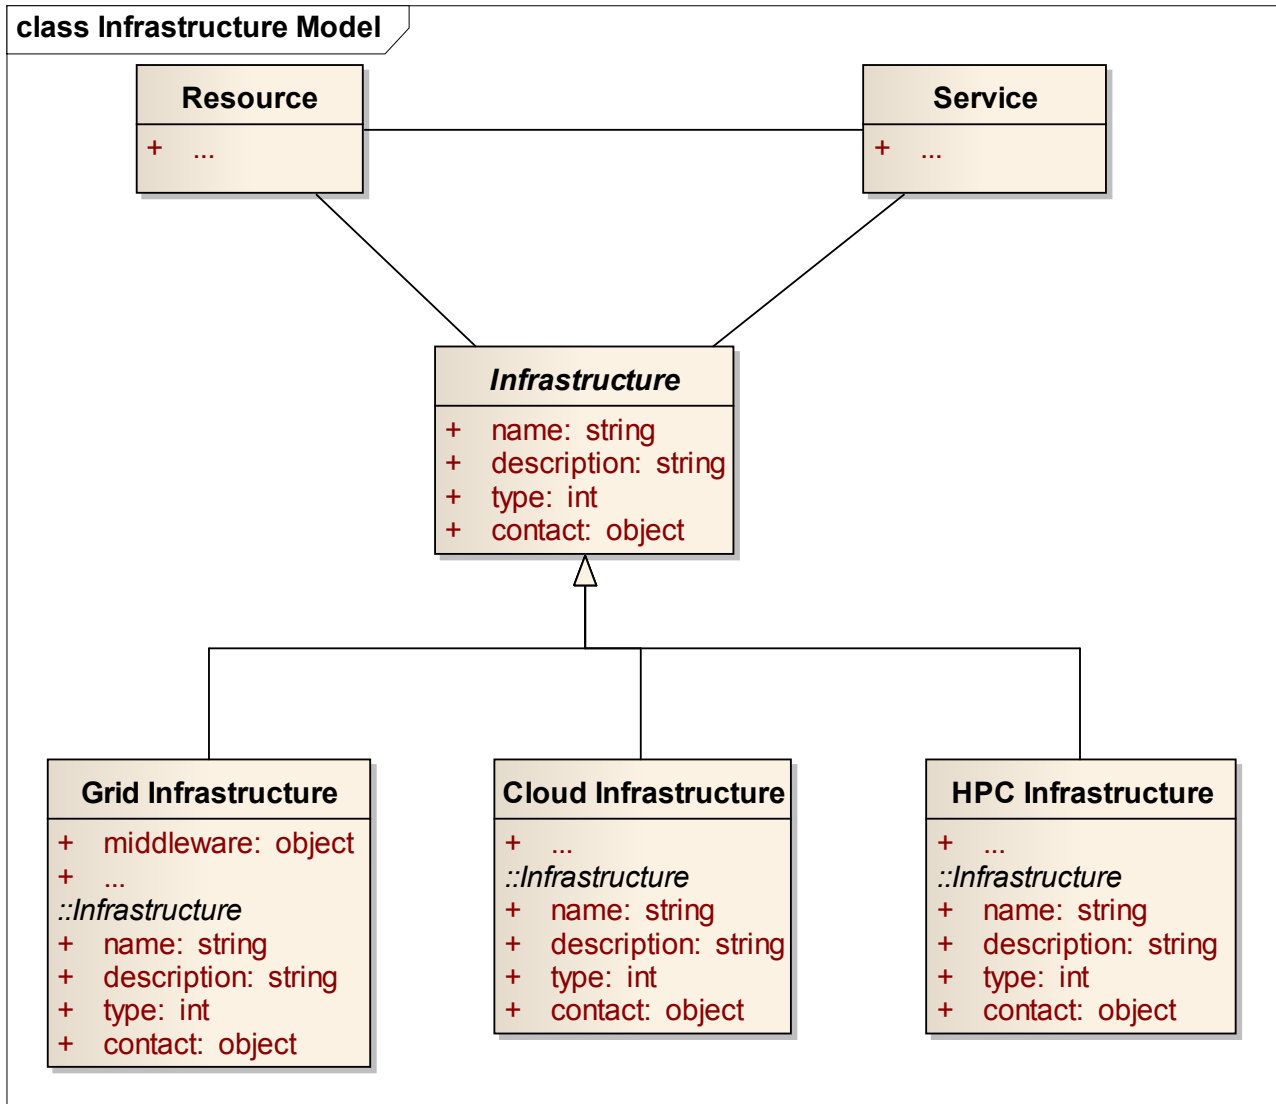 class Infrastructure Model
Resource
+ ...
Service
+ ...
Infrastructure
+ name: string
+ description: string
+ type: int
+ contact: object
Grid Infrastructure
+ middleware: object
+ ...
::Infrastructure
+ name: string
+ description: string
+ type: int
+ contact: object
Cloud Infrastructure
+ ...
::Infrastructure
+ name: string
+ description: string
+ type: int
+ contact: object
HPC Infrastructure
+ ...
::Infrastructure
+ name: string
+ description: string
+ type: int
+ contact: object